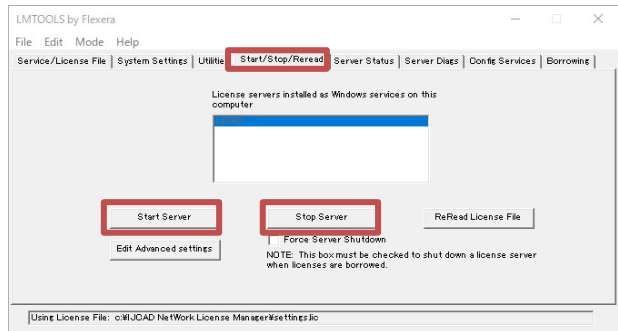 LMTOOLS by Flexera
File Edit Mode Help
Service/License File System Settings Utilities Start/Stop/Reread Server Status Server Diags Config Services Borrowing
License servers installed as Windows services on this
computer
IJCAD
Start Server Stop Server ReRead License File
Edit Advanced settings
Force Server Shutdown
NOTE: This box must be checked to shut down a license server
when licenses are borrowed.
Using License File: c:¥IJCAD NetWork License Manager¥settings.lic